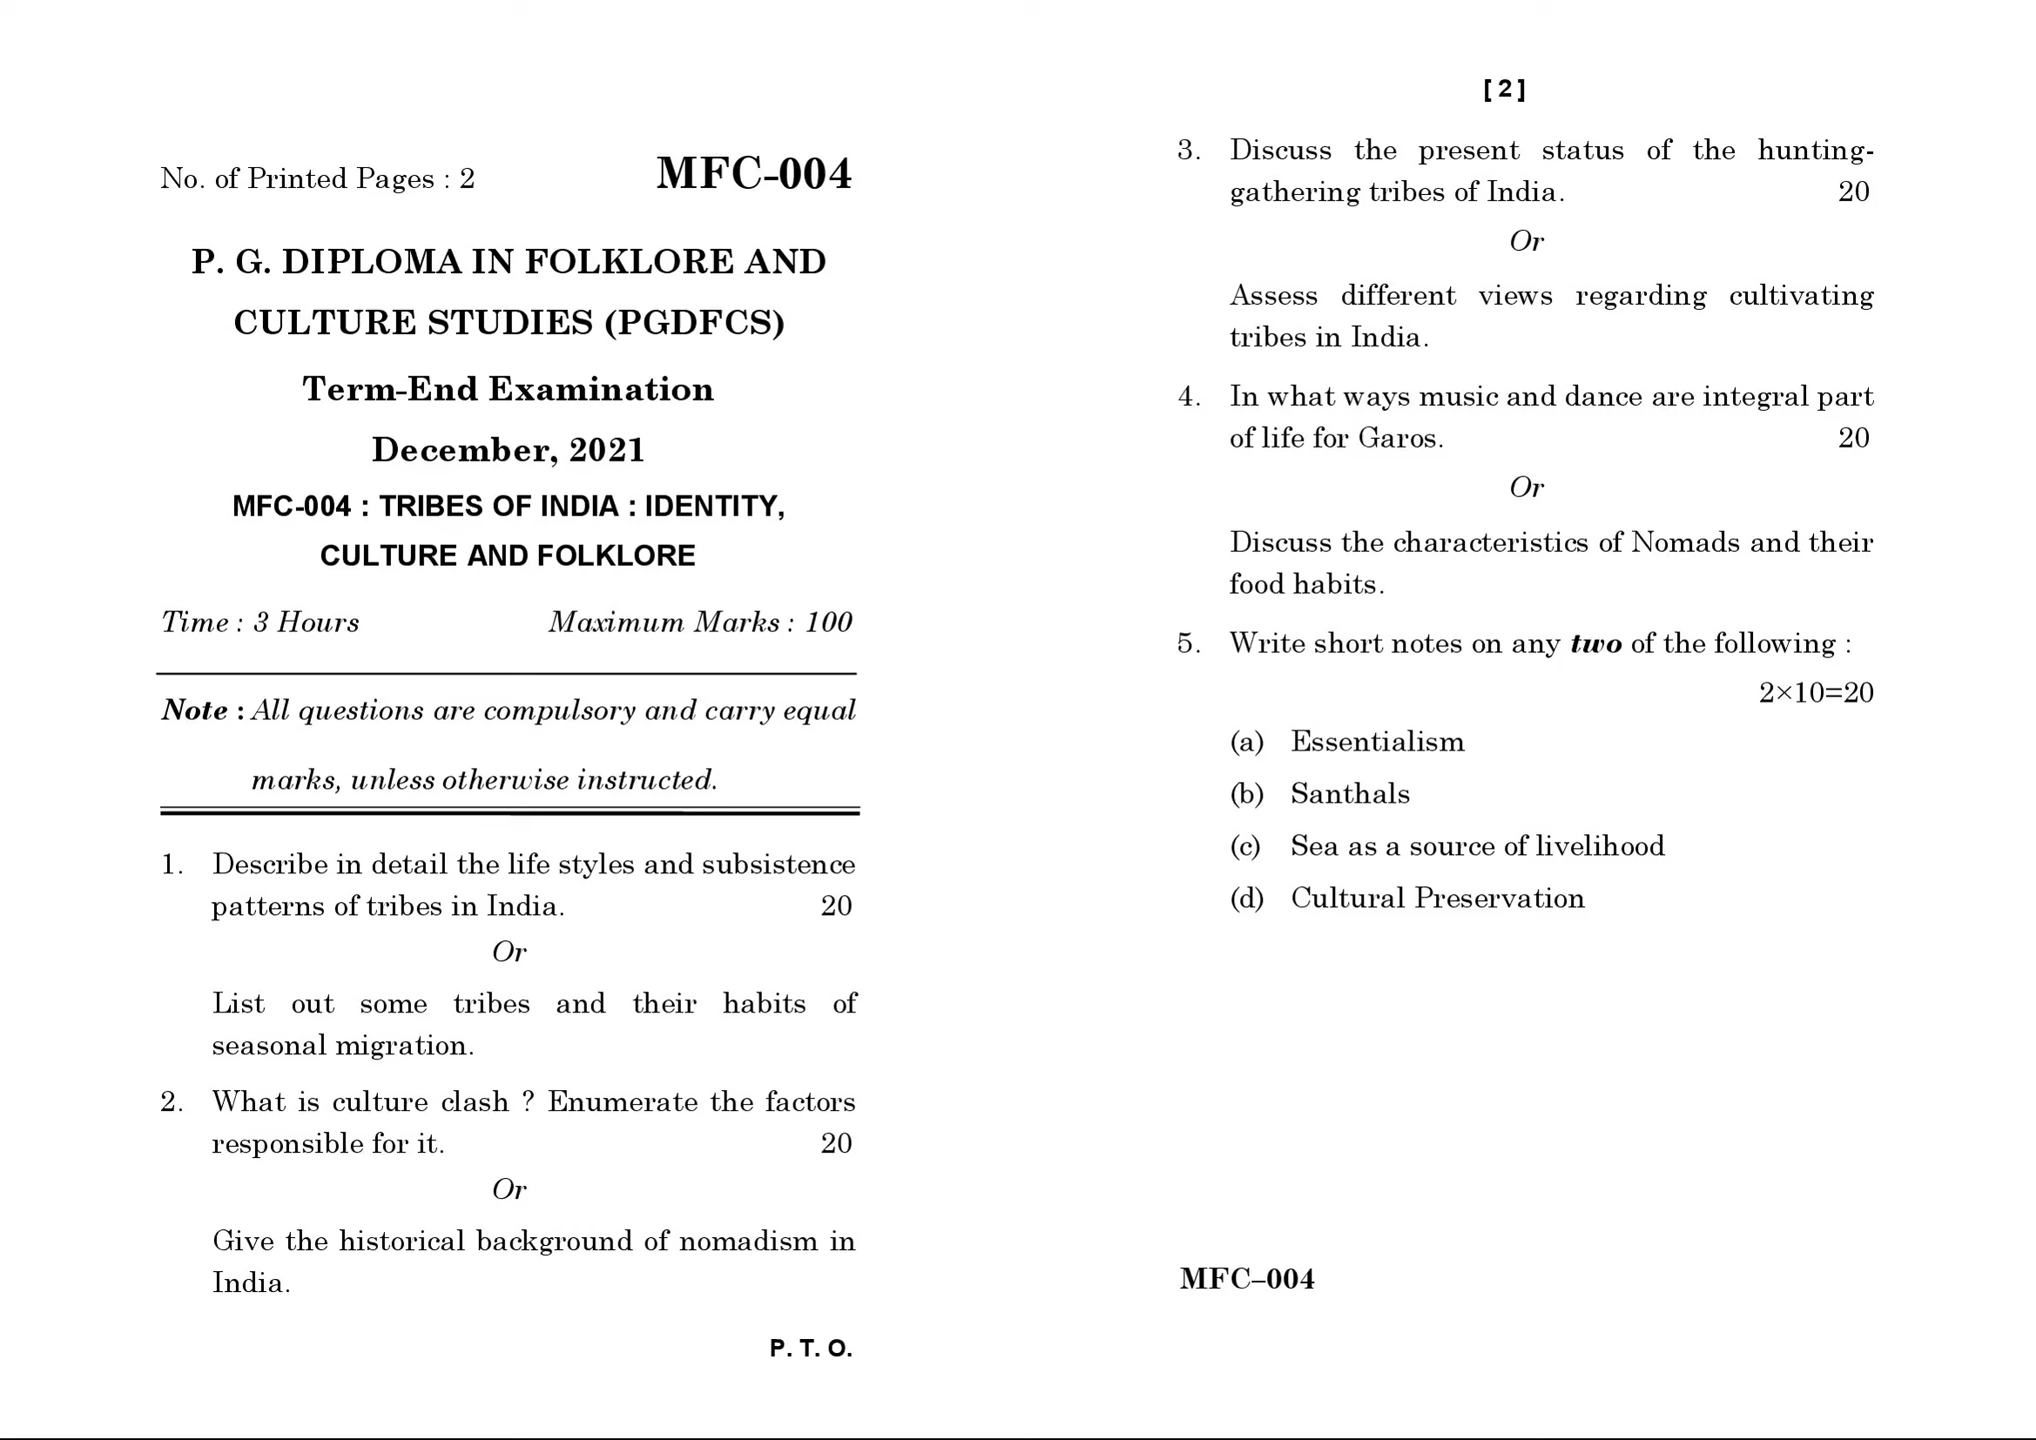 No. of Printed Pages : 2 MFC-004
P. G. DIPLOMA IN FOLKLORE AND
CULTURE STUDIES (PGDFCS)
Term-End Examination
December, 2021
MFC-004 : TRIBES OF INDIA : IDENTITY,
CULTURE AND FOLKLORE
Time : 3 Hours Maximum Marks : 100
Note : All questions are compulsory and carry equal
marks, unless otherwise instructed.
1. Describe in detail the life styles and subsistence
patterns of tribes in India. 20
Or
List out some tribes and their habits of
seasonal migration.
2. What is culture clash ? Enumerate the factors
responsible for it. 20
Or
Give the historical background of nomadism in
India.
P. T. O.
[ 2 ]
3. Discuss the present status of the hunting-
gathering tribes of India. 20
Or
Assess different views regarding cultivating
tribes in India.
4. In what ways music and dance are integral part
of life for Garos. 20
Or
Discuss the characteristics of Nomads and their
food habits.
5. Write short notes on any two of the following :
2×10=20
(a) Essentialism
(b) Santhals
(c) Sea as a source of livelihood
(d) Cultural Preservation
MFC–004